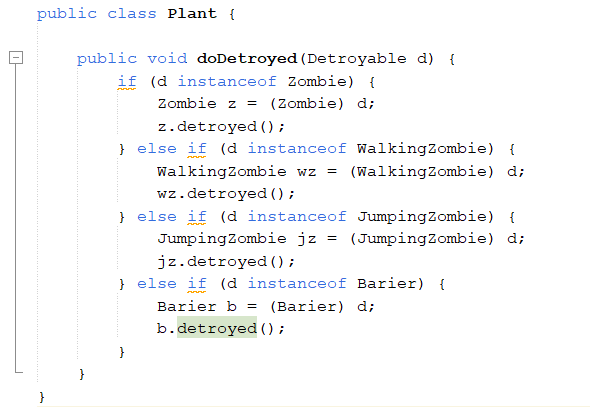 public class Plant {
public void doDetroyed(Detroyable d) {
if (d instanceof Zombie) {
Zombie z = (Zombie) d;
z.detroyed();
} else if (d instanceof WalkingZombie) {
WalkingZombie wz = (WalkingZombie) d;
wz.detroyed();
} else if (d instanceof JumpingZombie) {
JumpingZombie jz = (JumpingZombie) d;
jz.detroyed();
} else if (d instanceof Barier) {
Barier b = (Barier) d;
b.detroyed();
}
}
}